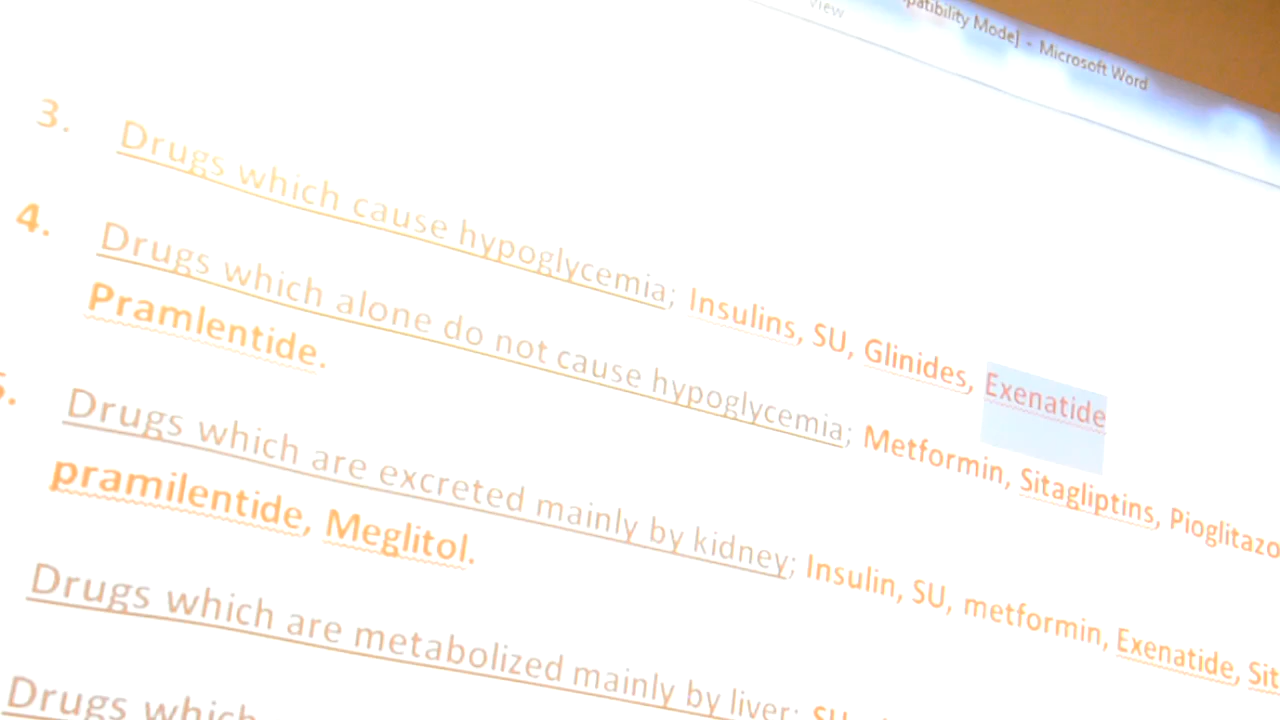 View
patibility Mode] - Microsoft Word
3. Drugs which cause hypoglycemia; Insulins, SU, Glinides, Exenatide
4. Drugs which alone do not cause hypoglycemia; Metformin, Sitagliptins, Pioglitazo
Pramlentide.
5. Drugs which are excreted mainly by kidney; Insulin, SU, metformin, Exenatide, Sit
pramilentide, Meglitol.
Drugs which are metabolized mainly by liver; SU
Drugs which